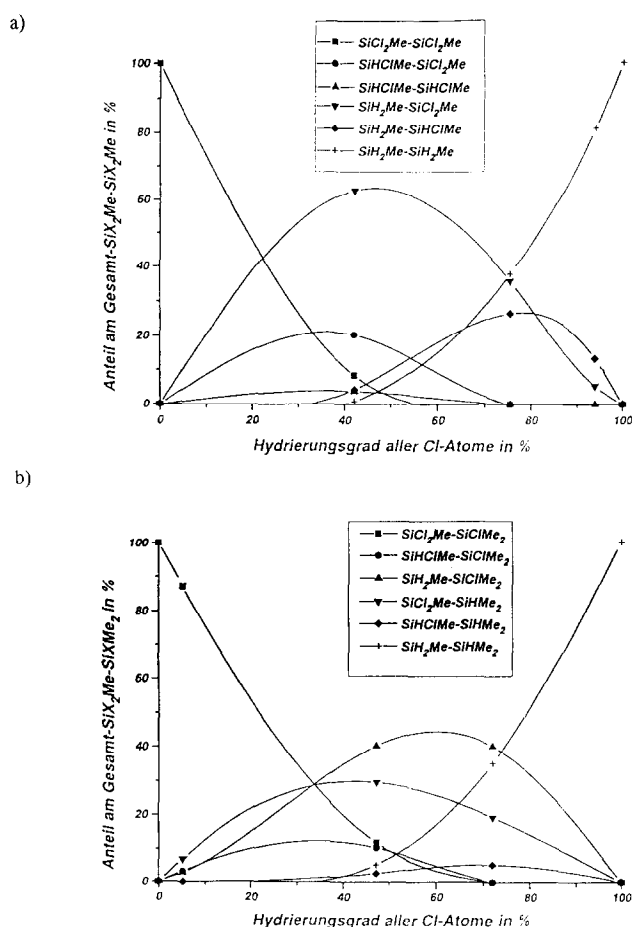 a)
SiCl₂Me-SiCl₂Me
SiHClMe-SiCl₂Me
SiHClMe-SiHClMe
SiH₂Me-SiCl₂Me
SiH₂Me-SiHClMe
SiH₂Me-SiH₂Me
Anteil am Gesamt-SiX₂Me-SiX₂Me in %
100
80
60
40
20
0
0 20 40 60 80 100
Hydrierungsgrad aller Cl-Atome in %
b)
SiCl₂Me-SiClMe₂
SiHClMe-SiClMe₂
SiH₂Me-SiClMe₂
SiCl₂Me-SiHMe₂
SiHClMe-SiHMe₂
SiH₂Me-SiHMe₂
Anteil am Gesamt-SiX₂Me-SiXMe₂ in %
100
80
60
40
20
0
0 20 40 60 80 100
Hydrierungsgrad aller Cl-Atome in %